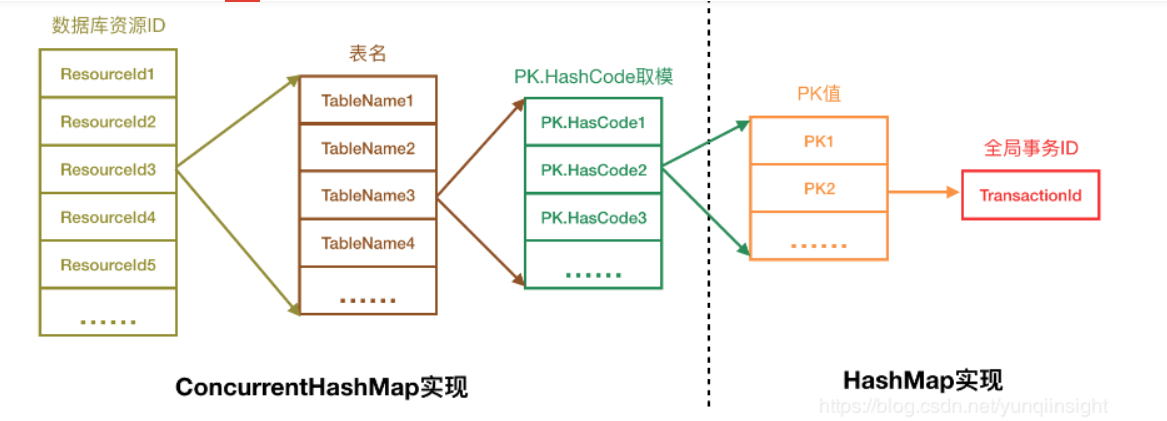 数据库资源ID
ResourceId1
ResourceId2
ResourceId3
ResourceId4
ResourceId5
......
表名
TableName1
TableName2
TableName3
TableName4
......
PK.HashCode取模
PK.HasCode1
PK.HasCode2
PK.HasCode3
......
PK值
PK1
PK2
......
全局事务ID
TransactionId
ConcurrentHashMap实现
HashMap实现
https://blog.csdn.net/yunqiinsight